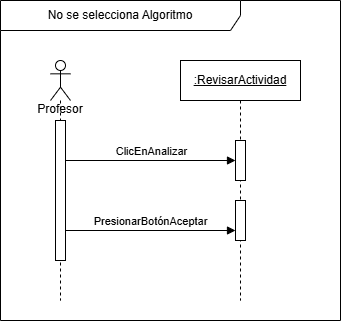 No se selecciona Algoritmo
:RevisarActividad
Profesor
ClicEnAnalizar
PresionarBotónAceptar